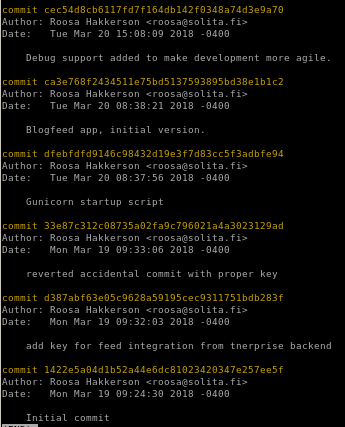 commit cec54d8cb6117fd7f164db142f0348a74d3e9a70
Author: Roosa Hakkerson <roosa@solita.fi>
Date:   Tue Mar 20 15:08:09 2018 -0400
Debug support added to make development more agile.
commit ca3e768f2434511e75bd5137593895bd38e1b1c2
Author: Roosa Hakkerson <roosa@solita.fi>
Date:   Tue Mar 20 08:38:21 2018 -0400
Blogfeed app, initial version.
commit dfebfdfd9146c98432d19e3f7d83cc5f3adbfe94
Author: Roosa Hakkerson <roosa@solita.fi>
Date:   Tue Mar 20 08:37:56 2018 -0400
Gunicorn startup script
commit 33e87c312c08735a02fa9c796021a4a3023129ad
Author: Roosa Hakkerson <roosa@solita.fi>
Date:   Mon Mar 19 09:33:06 2018 -0400
reverted accidental commit with proper key
commit d387abf63e05c9628a59195cec9311751bdb283f
Author: Roosa Hakkerson <roosa@solita.fi>
Date:   Mon Mar 19 09:32:03 2018 -0400
add key for feed integration from tnerprise backend
commit 1422e5a04d1b52a44e6dc81023420347e257ee5f
Author: Roosa Hakkerson <roosa@solita.fi>
Date:   Mon Mar 19 09:24:30 2018 -0400
Initial commit